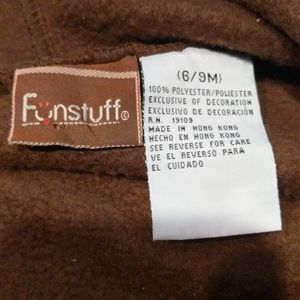 Funstuff®
(6/9M)
100% POLYESTER/POLIESTER
EXCLUSIVE OF DECORATION
EXCLUSIVO DE DECORACIÓN
R.N. 19109
MADE IN HONG KONG
HECHO EN HONG KONG
SEE REVERSE FOR CARE
VE EL REVERSO PARA
EL CUIDADO